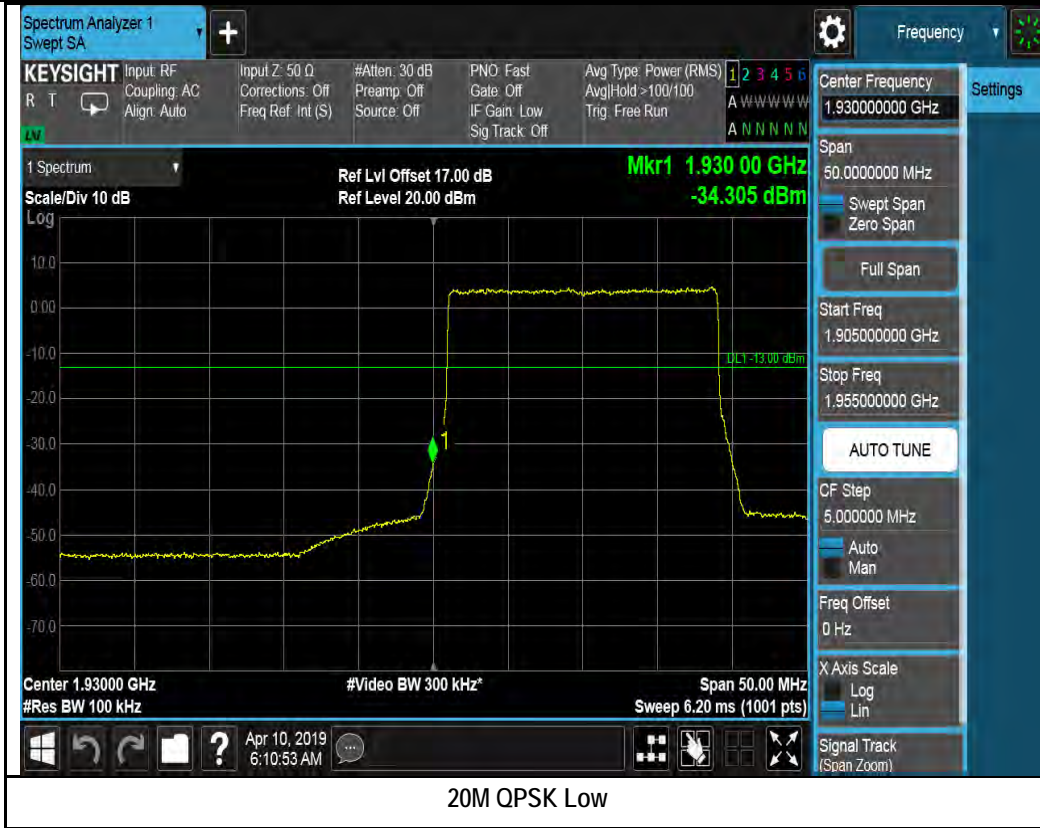 Spectrum Analyzer 1
Swept SA
+
Frequency
KEYSIGHT
R T
LXI
Input: RF
Coupling: AC
Align: Auto
Input Z: 50 Ω
Corrections: Off
Freq Ref: Int (S)
#Atten: 30 dB
Preamp: Off
Source: Off
PNO: Fast
Gate: Off
IF Gain: Low
Sig Track: Off
Avg Type: Power (RMS)
Avg|Hold >100/100
Trig: Free Run
1 2 3 4 5 6
A W W W W W
A N N N N N
Settings
1 Spectrum
Scale/Div 10 dB
Ref Lvl Offset 17.00 dB
Ref Level 20.00 dBm
Mkr1 1.930 00 GHz
-34.305 dBm
Log
10.0
0.00
-10.0
-20.0
-30.0
-40.0
-50.0
-60.0
-70.0
DL1 -13.00 dBm
1
Center 1.93000 GHz
#Res BW 100 kHz
#Video BW 300 kHz*
Span 50.00 MHz
Sweep 6.20 ms (1001 pts)
Center Frequency
1.930000000 GHz
Span
50.0000000 MHz
Swept Span
Zero Span
Full Span
Start Freq
1.905000000 GHz
Stop Freq
1.955000000 GHz
AUTO TUNE
CF Step
5.000000 MHz
Auto
Man
Freq Offset
0 Hz
X Axis Scale
Log
Lin
Signal Track
(Span Zoom)
?
Apr 10, 2019
6:10:53 AM
20M QPSK Low